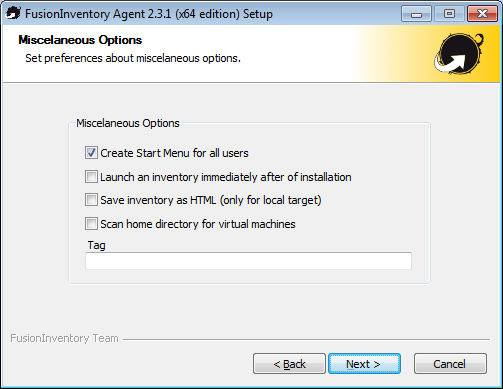 FusionInventory Agent 2.3.1 (x64 edition) Setup
Miscelaneous Options
Set preferences about miscelaneous options.
Miscelaneous Options
Create Start Menu for all users
Launch an inventory immediately after of installation
Save inventory as HTML (only for local target)
Scan home directory for virtual machines
Tag
FusionInventory Team
< Back
Next >
Cancel